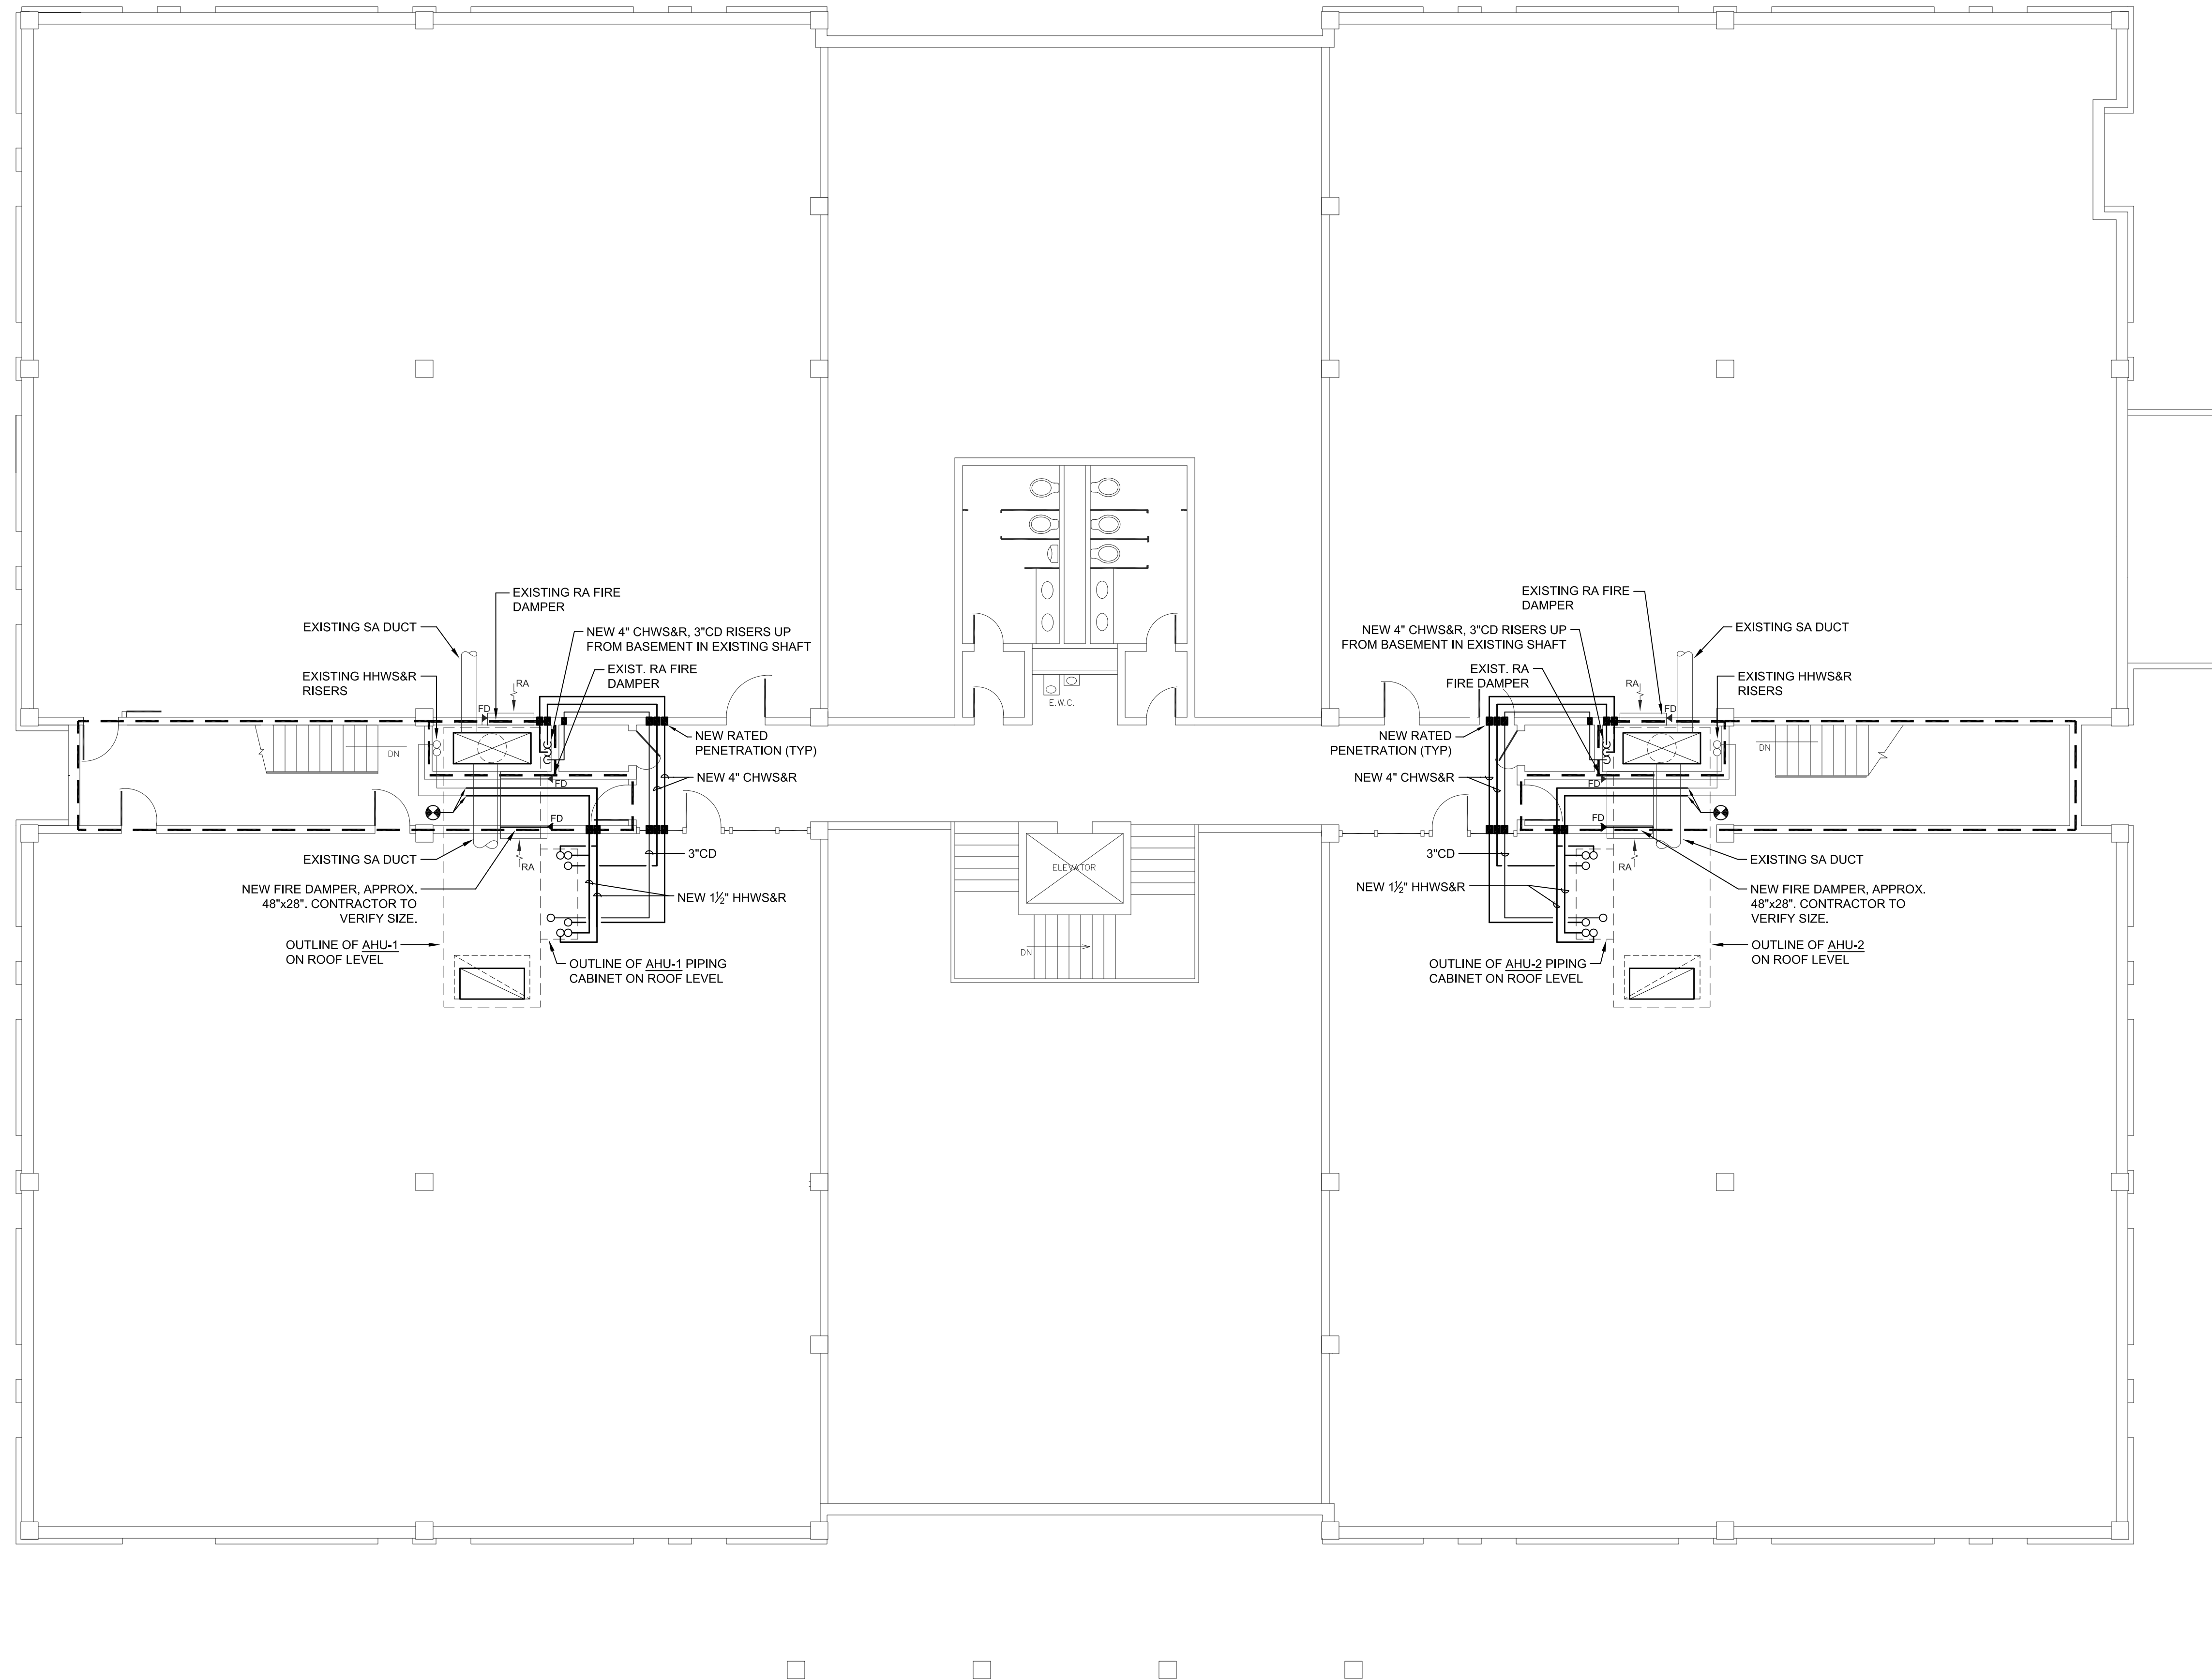 EXISTING RA FIRE
DAMPER
EXISTING SA DUCT
NEW 4" CHWS&R, 3"CD RISERS UP
FROM BASEMENT IN EXISTING SHAFT
EXISTING HHWS&R
RISERS
EXIST. RA FIRE
DAMPER
RA
FD
DN
NEW RATED
PENETRATION (TYP)
NEW 4" CHWS&R
FD
FD
EXISTING SA DUCT
RA
3"CD
NEW FIRE DAMPER, APPROX.
48"x28". CONTRACTOR TO
VERIFY SIZE.
NEW 1½" HHWS&R
OUTLINE OF AHU-1
ON ROOF LEVEL
OUTLINE OF AHU-1 PIPING
CABINET ON ROOF LEVEL
E.W.C.
ELEVATOR
DN
EXISTING RA FIRE
DAMPER
NEW 4" CHWS&R, 3"CD RISERS UP
FROM BASEMENT IN EXISTING SHAFT
EXISTING SA DUCT
EXIST. RA
FIRE DAMPER
EXISTING HHWS&R
RISERS
RA
FD
NEW RATED
PENETRATION (TYP)
DN
NEW 4" CHWS&R
FD
FD
3"CD
RA
EXISTING SA DUCT
NEW 1½" HHWS&R
NEW FIRE DAMPER, APPROX.
48"x28". CONTRACTOR TO
VERIFY SIZE.
OUTLINE OF AHU-2
ON ROOF LEVEL
OUTLINE OF AHU-2 PIPING
CABINET ON ROOF LEVEL